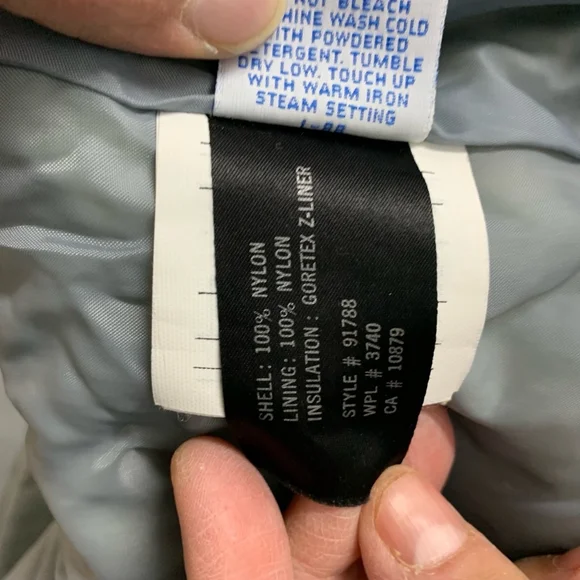 NOT BLEACH
HINE WASH COLD
ITH POWDERED
ETERGENT. TUMBLE
DRY LOW. TOUCH UP
WITH WARM IRON
STEAM SETTING
SHELL: 100% NYLON
LINING: 100% NYLON
INSULATION: GORETEX Z-LINER
STYLE # 91788
WPL # 3740
CA # 10879